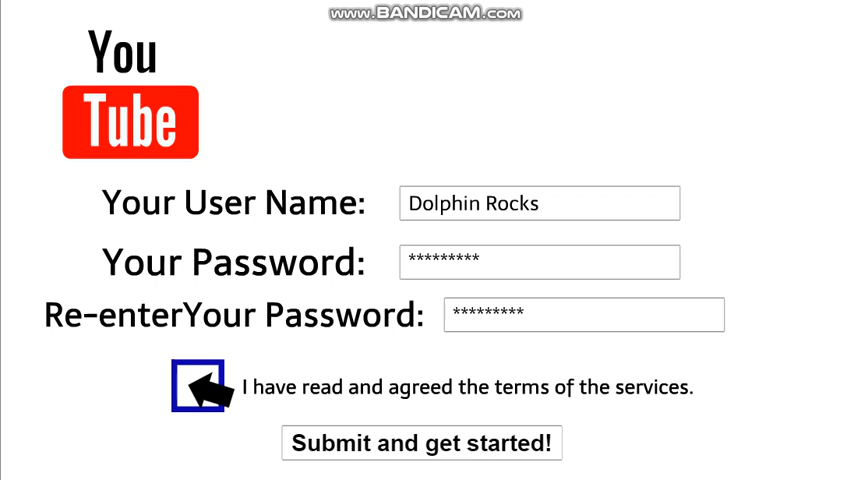 www.BANDICAM.com
You
Tube
Your User Name: Dolphin Rocks
Your Password: *********
Re-enterYour Password: *********
I have read and agreed the terms of the services.
Submit and get started!